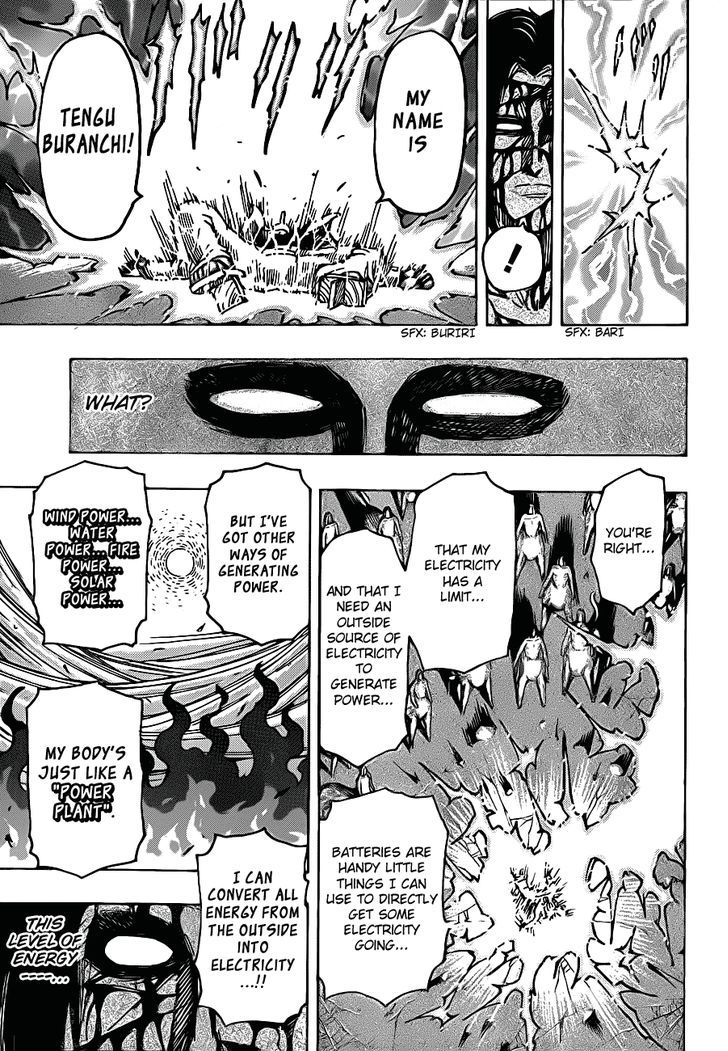 !
SFX: BARI
MY
NAME
IS
TENGU
BURANCHI!
SFX: BURIRI
WHAT?
YOU'RE
RIGHT...
THAT MY
ELECTRICITY
HAS A
LIMIT...
AND THAT I
NEED AN
OUTSIDE
SOURCE OF
ELECTRICITY
TO
GENERATE
POWER...
BATTERIES ARE
HANDY LITTLE
THINGS I CAN
USE TO DIRECTLY
GET SOME
ELECTRICITY
GOING...
BUT I'VE
GOT OTHER
WAYS OF
GENERATING
POWER.
WIND POWER...
WATER
POWER... FIRE
POWER...
SOLAR
POWER...
MY BODY'S
JUST LIKE A
"POWER
PLANT".
I CAN
CONVERT ALL
ENERGY FROM
THE OUTSIDE
INTO
ELECTRICITY
...!!
THIS
LEVEL OF
ENERGY
----...